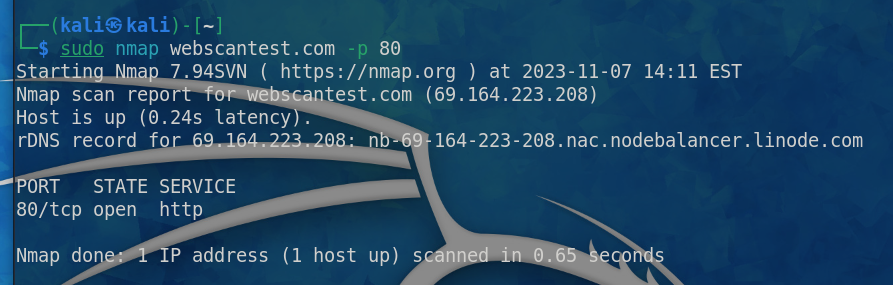 ┌──(kali㉿kali)-[~]
└─$ sudo nmap webscantest.com -p 80
Starting Nmap 7.94SVN ( https://nmap.org ) at 2023-11-07 14:11 EST
Nmap scan report for webscantest.com (69.164.223.208)
Host is up (0.24s latency).
rDNS record for 69.164.223.208: nb-69-164-223-208.nac.nodebalancer.linode.com

PORT   STATE SERVICE
80/tcp open  http

Nmap done: 1 IP address (1 host up) scanned in 0.65 seconds